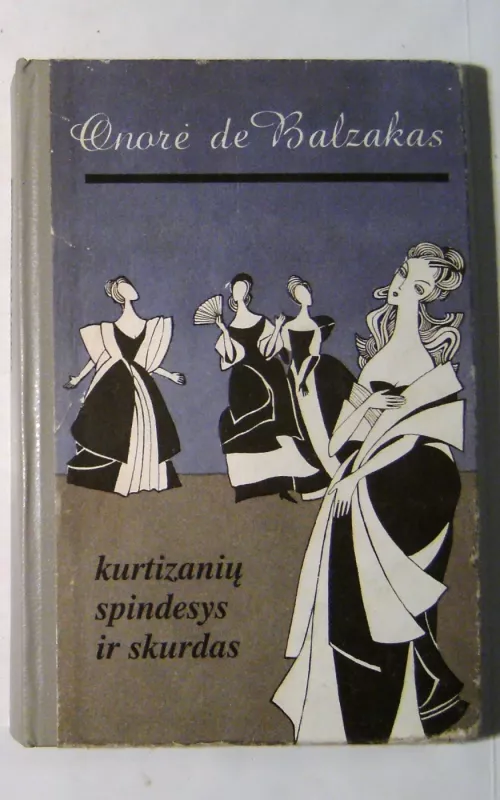 Onorė de Balzakas
kurtizanių
spindesys
ir skurdas